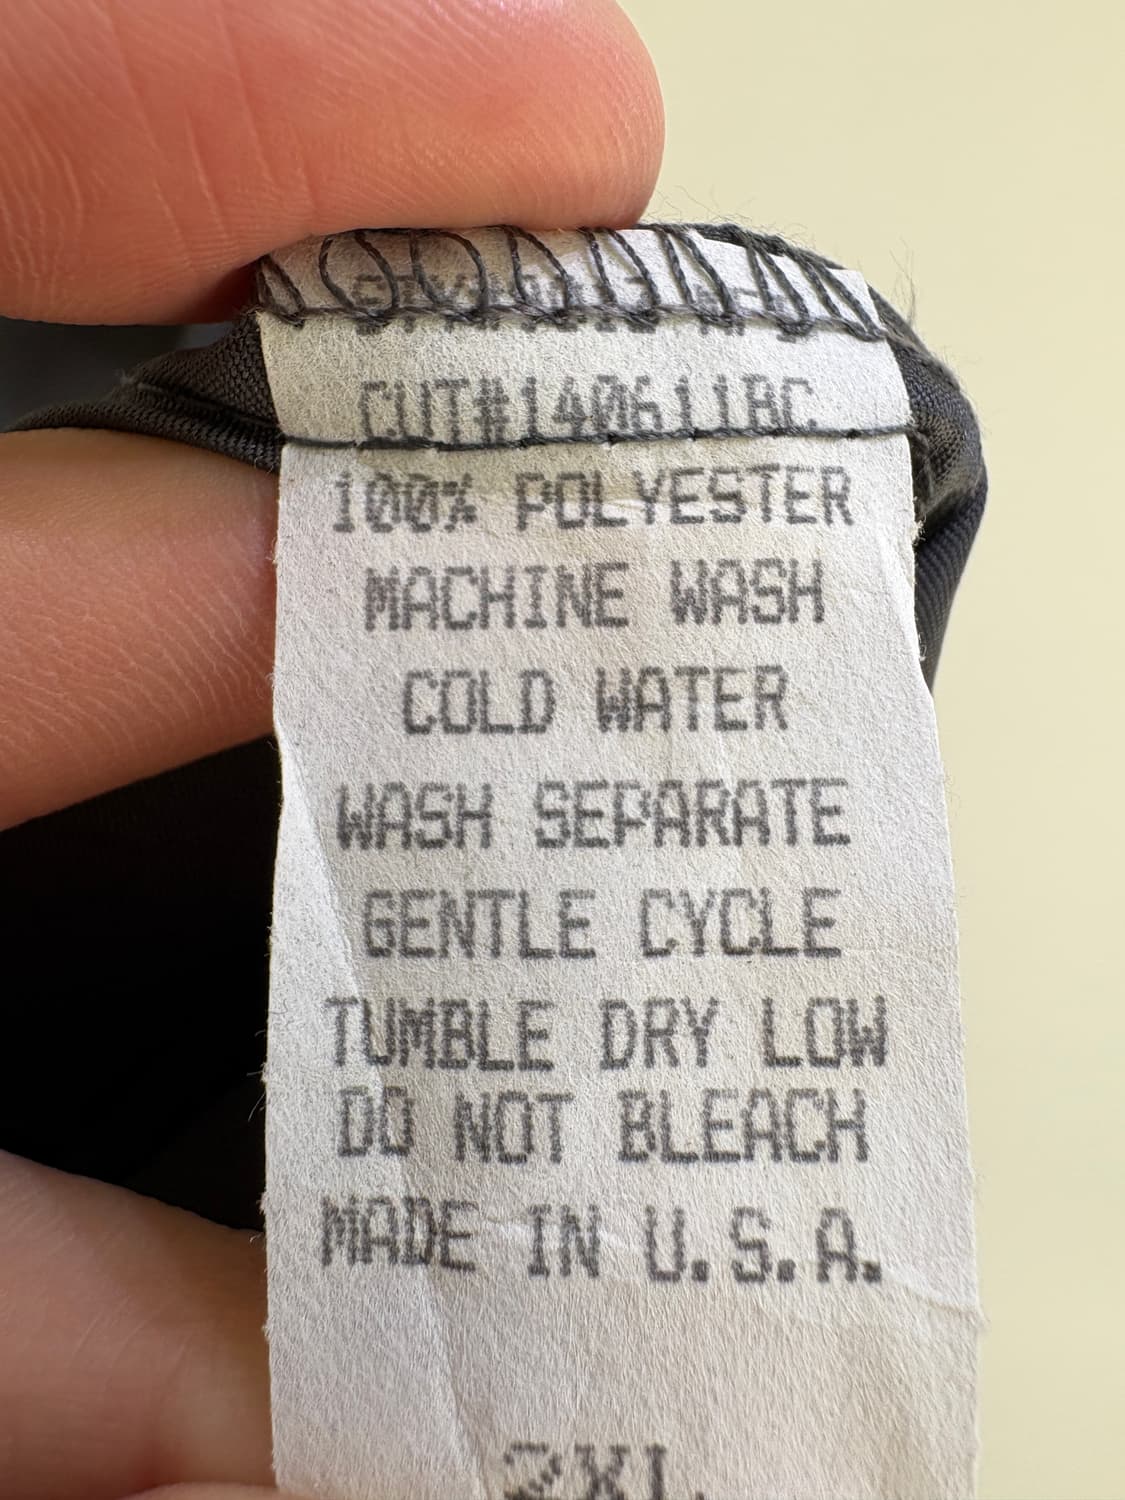 CUT#140611BC
100% POLYESTER
MACHINE WASH
COLD WATER
WASH SEPARATE
GENTLE CYCLE
TUMBLE DRY LOW
DO NOT BLEACH
MADE IN U.S.A.
2XL